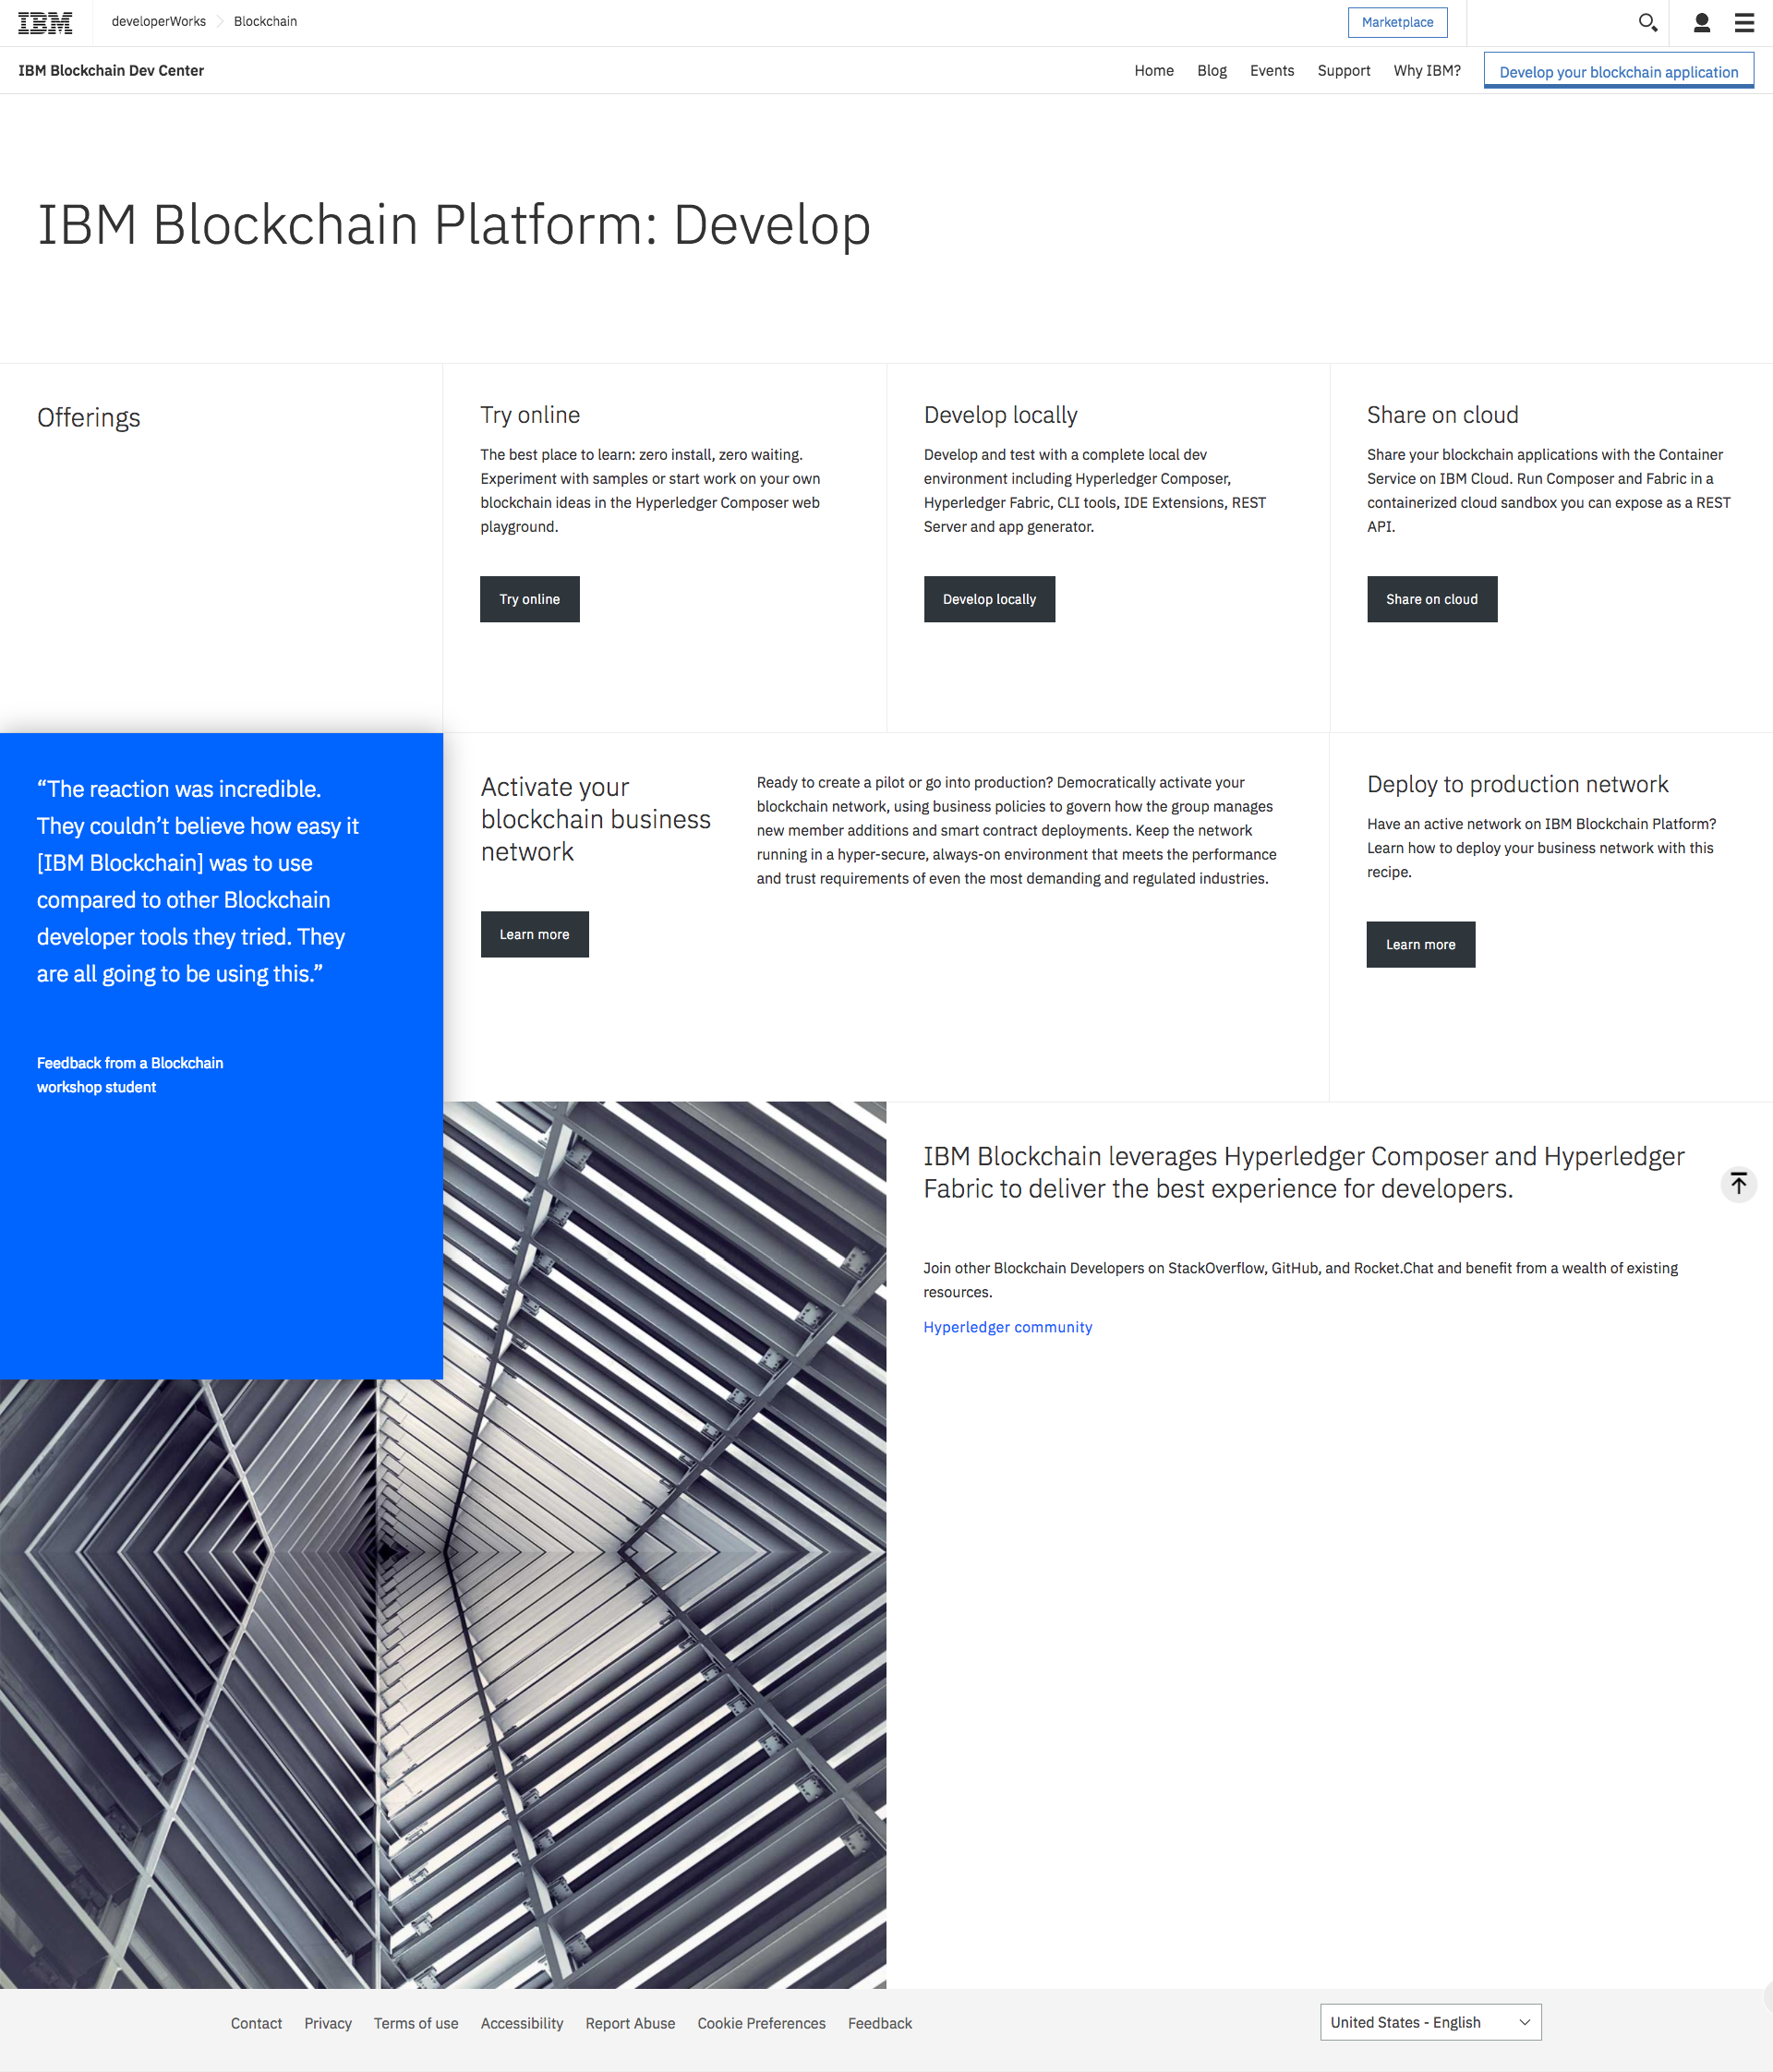 IBM
developerWorks
Blockchain
Marketplace
IBM Blockchain Dev Center
Home
Blog
Events
Support
Why IBM?
Develop your blockchain application
IBM Blockchain Platform: Develop
Offerings
Try online
The best place to learn: zero install, zero waiting.
Experiment with samples or start work on your own
blockchain ideas in the Hyperledger Composer web
playground.
Try online
Develop locally
Develop and test with a complete local dev
environment including Hyperledger Composer,
Hyperledger Fabric, CLI tools, IDE Extensions, REST
Server and app generator.
Develop locally
Share on cloud
Share your blockchain applications with the Container
Service on IBM Cloud. Run Composer and Fabric in a
containerized cloud sandbox you can expose as a REST
API.
Share on cloud
“The reaction was incredible.
They couldn’t believe how easy it
[IBM Blockchain] was to use
compared to other Blockchain
developer tools they tried. They
are all going to be using this.”
Feedback from a Blockchain
workshop student
Activate your
blockchain business
network
Learn more
Ready to create a pilot or go into production? Democratically activate your
blockchain network, using business policies to govern how the group manages
new member additions and smart contract deployments. Keep the network
running in a hyper-secure, always-on environment that meets the performance
and trust requirements of even the most demanding and regulated industries.
Deploy to production network
Have an active network on IBM Blockchain Platform?
Learn how to deploy your business network with this
recipe.
Learn more
IBM Blockchain leverages Hyperledger Composer and Hyperledger
Fabric to deliver the best experience for developers.
Join other Blockchain Developers on StackOverflow, GitHub, and Rocket.Chat and benefit from a wealth of existing
resources.
Hyperledger community
Contact
Privacy
Terms of use
Accessibility
Report Abuse
Cookie Preferences
Feedback
United States - English